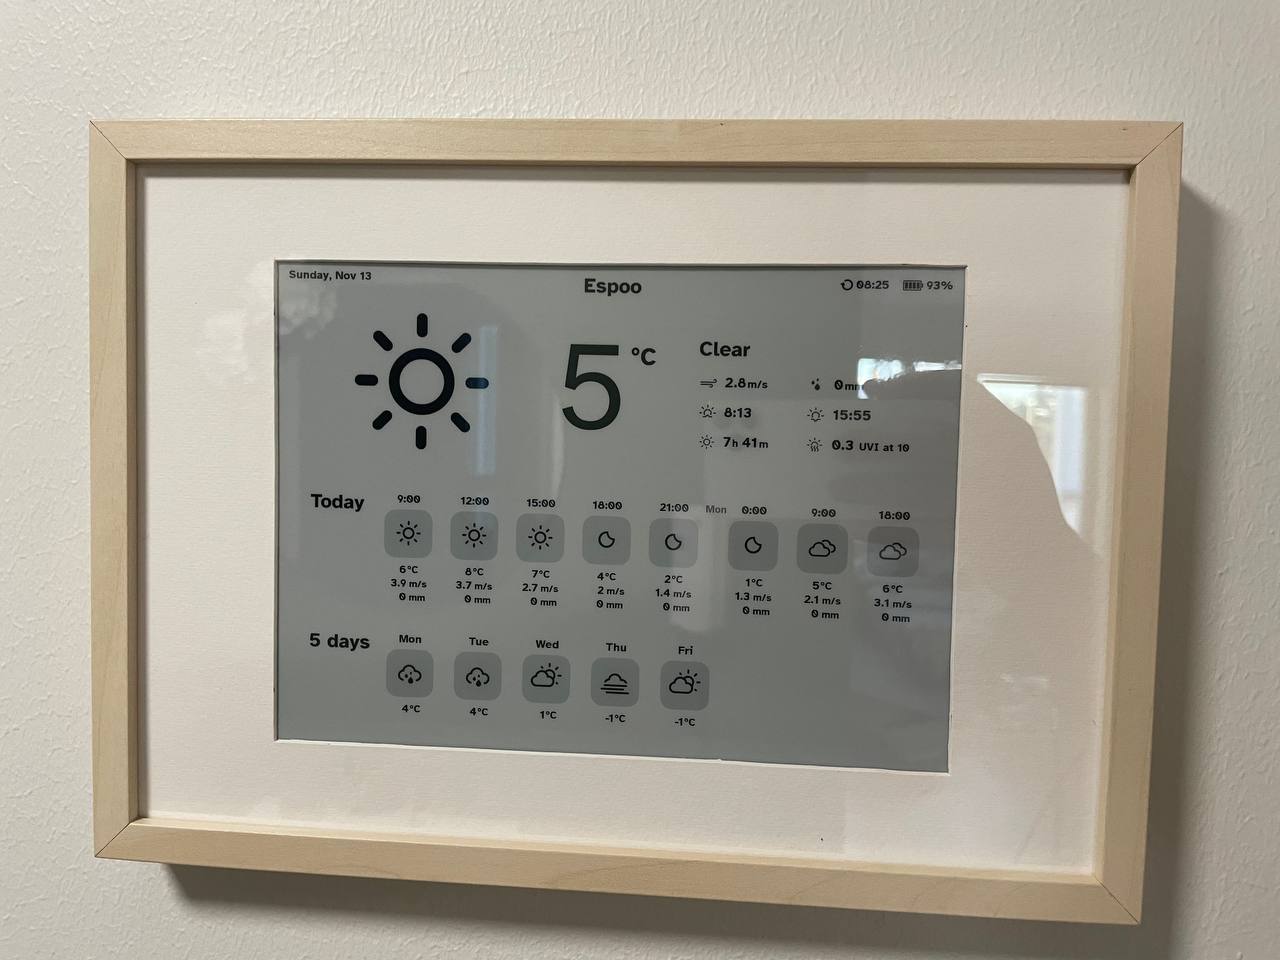 Sunday, Nov 13
Espoo
08:25 93%
5 °C
Clear
2.8m/s 0mm
8:13 15:55
7h 41m 0.3 UVI at 10
Today 9:00 12:00 15:00 18:00 21:00 Mon 0:00 9:00 18:00
6°C 8°C 7°C 4°C 2°C 1°C 5°C 6°C
3.9 m/s 3.7 m/s 2.7 m/s 2 m/s 1.4 m/s 1.3 m/s 2.1 m/s 3.1 m/s
0 mm 0 mm 0 mm 0 mm 0 mm 0 mm 0 mm 0 mm
5 days Mon Tue Wed Thu Fri
4°C 4°C 1°C -1°C -1°C